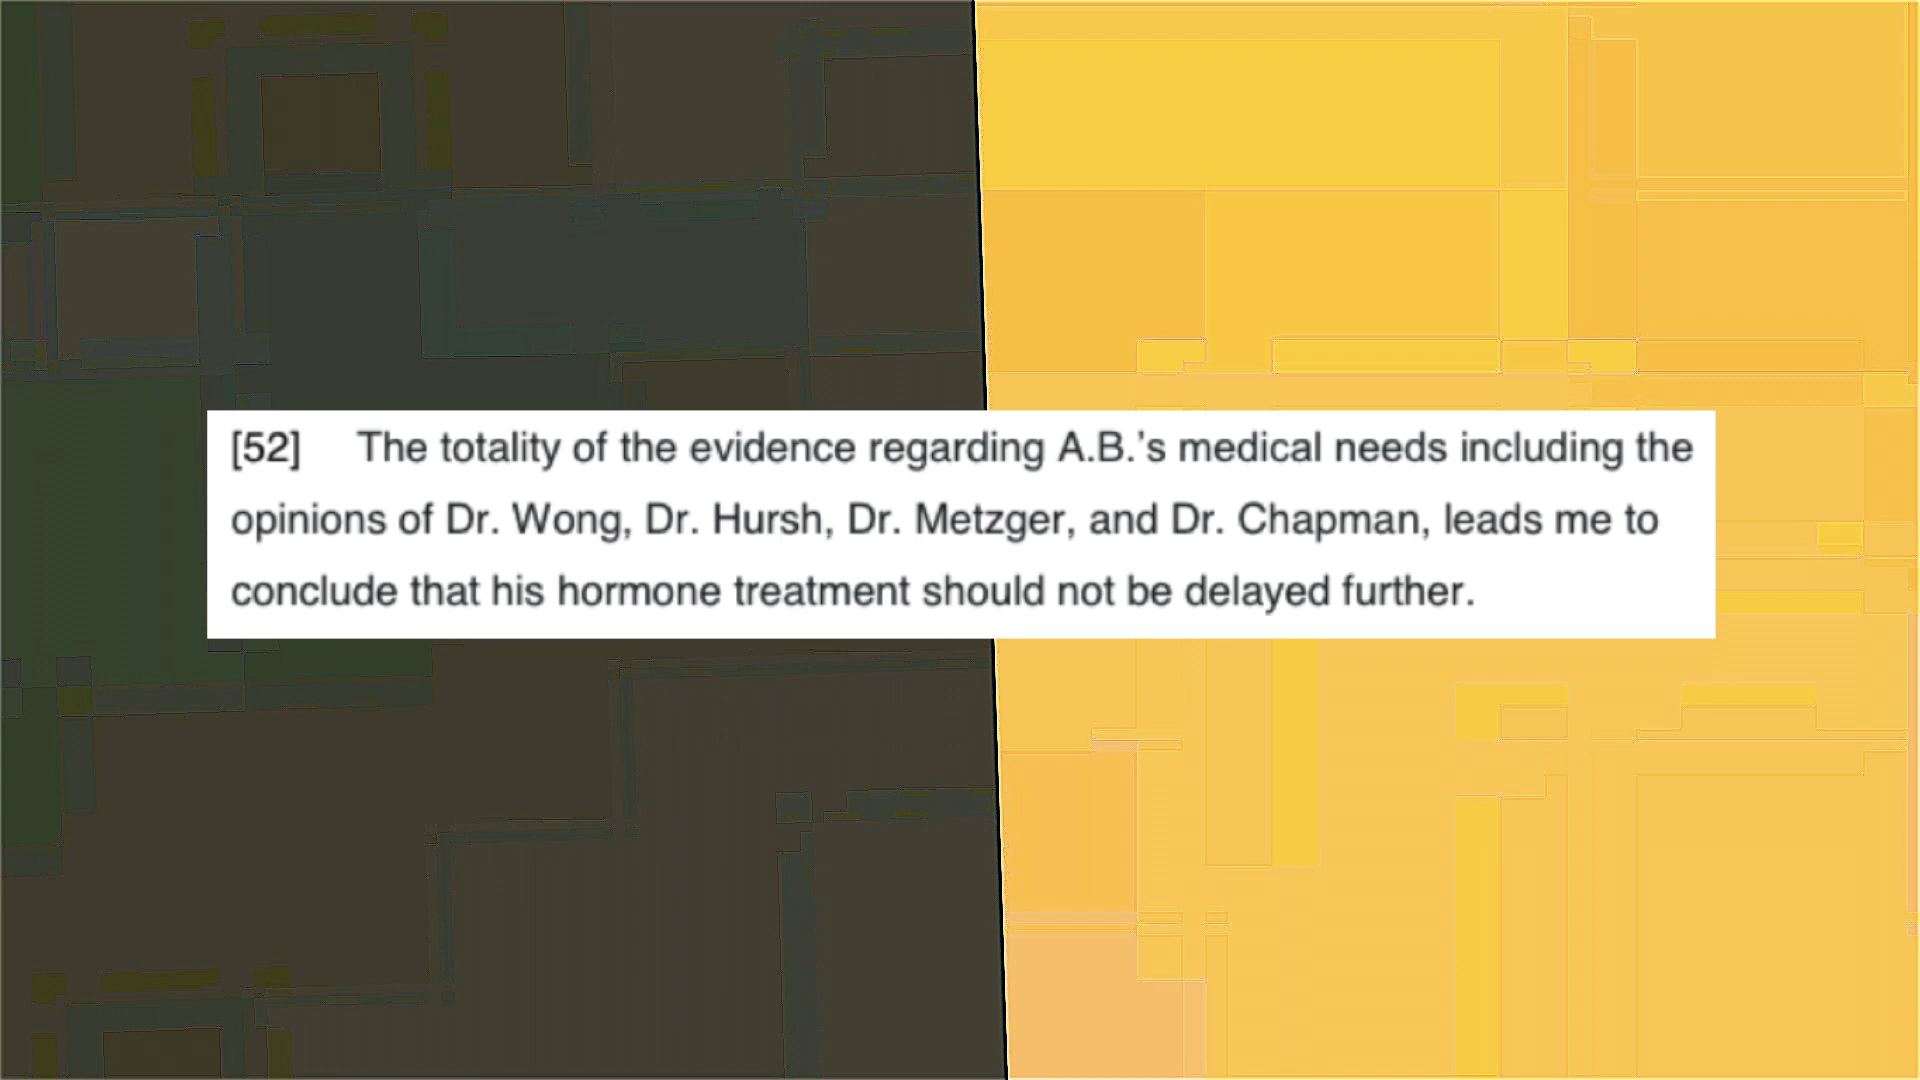 [52] The totality of the evidence regarding A.B.'s medical needs including the
opinions of Dr. Wong, Dr. Hursh, Dr. Metzger, and Dr. Chapman, leads me to
conclude that his hormone treatment should not be delayed further.